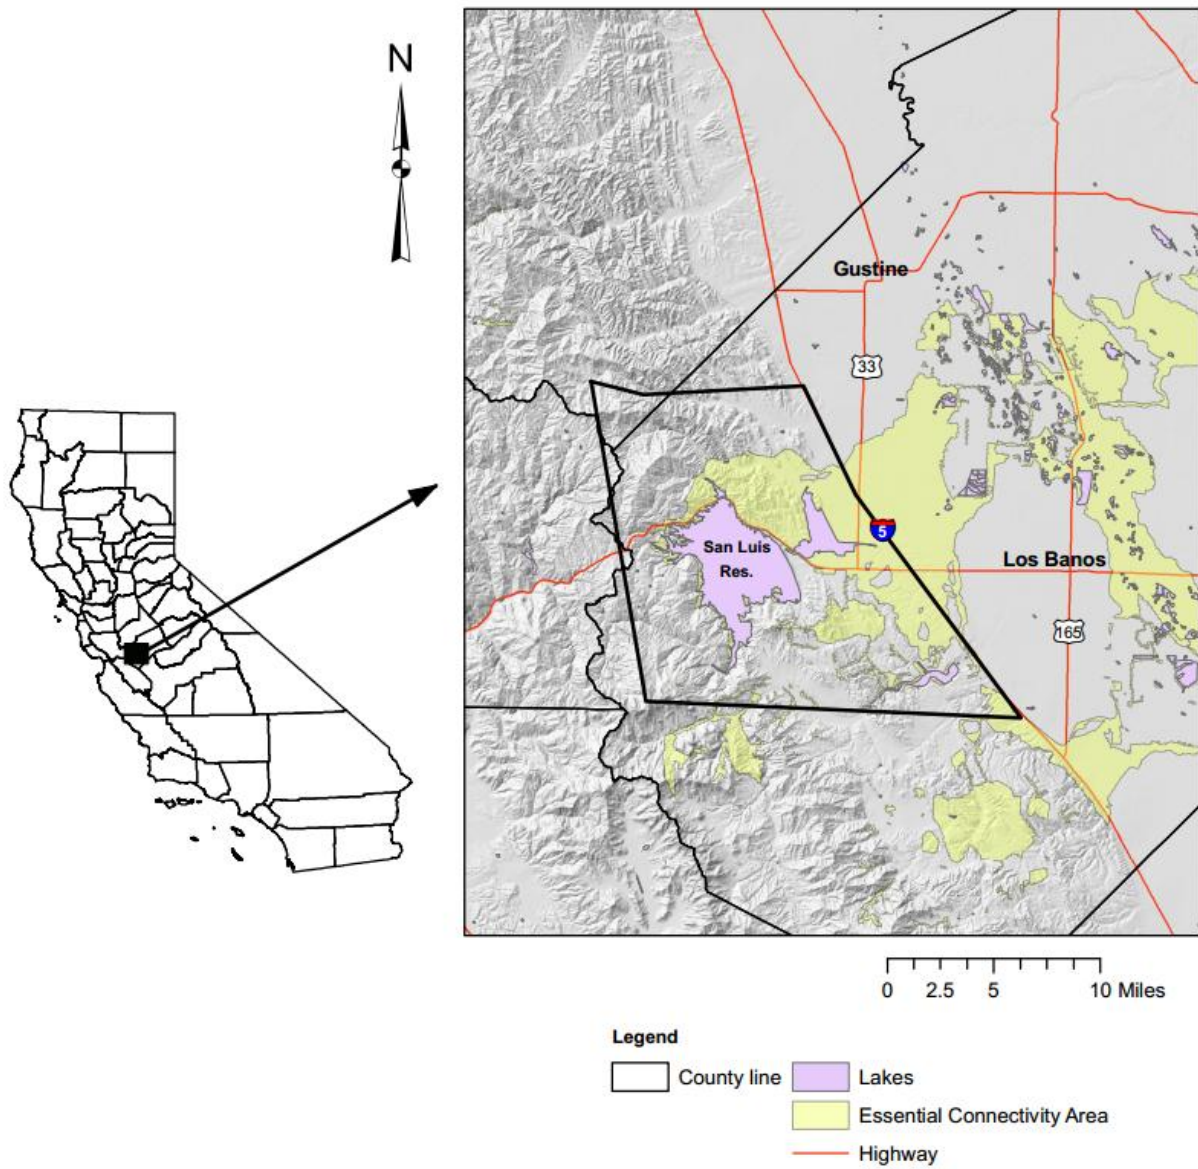 N
Gustine
33
San Luis
Res.
5
Los Banos
165
0 2.5 5 10 Miles
Legend
County line
Lakes
Essential Connectivity Area
Highway